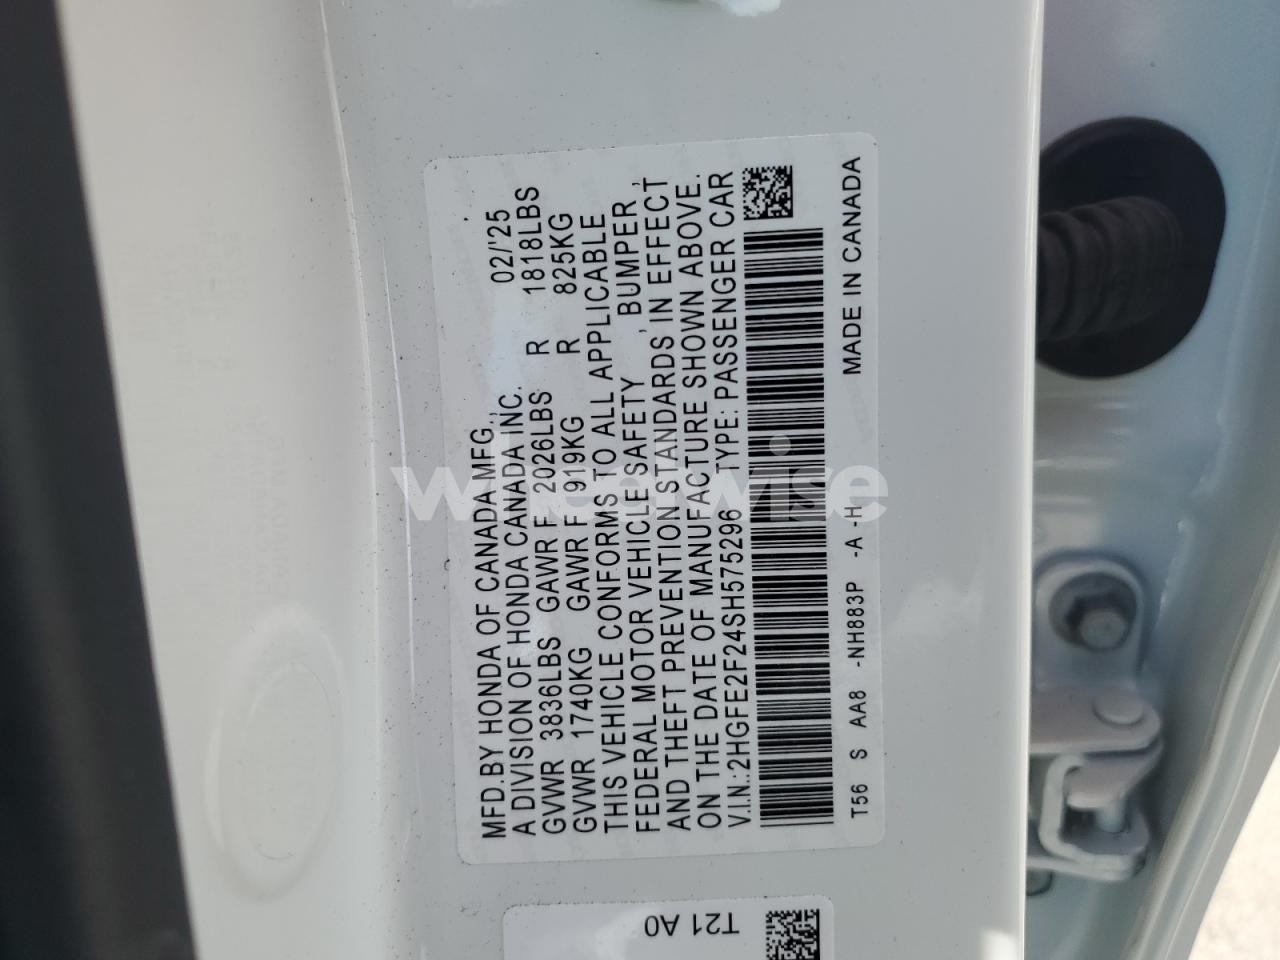 MFD.BY HONDA OF CANADA MFG., 02/'25
A DIVISION OF HONDA CANADA INC.
GVWR 3836LBS GAWR F 2026LBS R 1818LBS
GVWR 1740KG GAWR F 919KG R 825KG
THIS VEHICLE CONFORMS TO ALL APPLICABLE
FEDERAL MOTOR VEHICLE SAFETY , BUMPER ,
AND THEFT PREVENTION STANDARDS IN EFFECT
ON THE DATE OF MANUFACTURE SHOWN ABOVE.
V.I.N.:2HGFE2F24SH575296 TYPE: PASSENGER CAR
T56 S AA8 -NH883P -A -H MADE IN CANADA
T21 A0
wheelwise